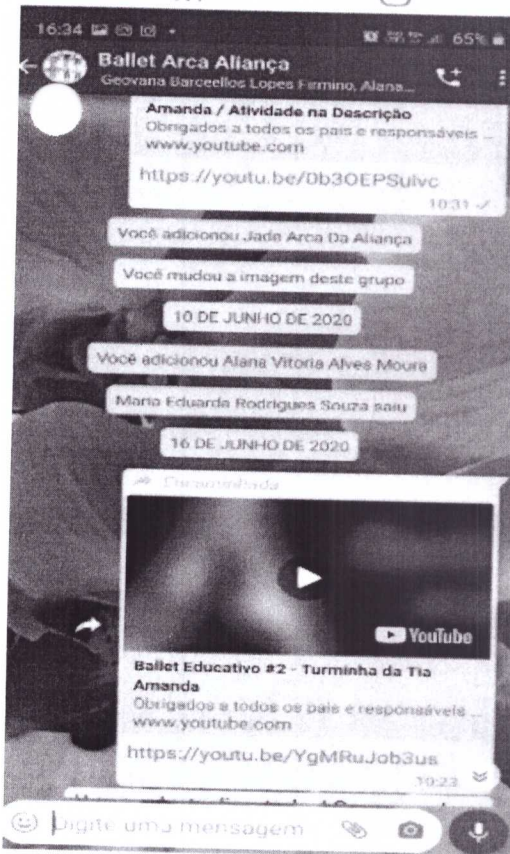 16:34
65%
Ballet Arca Aliança
Geovana Barceellos Lopes Firmino, Alana...
Amanda / Atividade na Descrição
Obrigados a todos os pais e responsáveis ...
www.youtube.com
https://youtu.be/0b3OEPSulvc
10:31
Você adicionou Jade Arca Da Aliança
Você mudou a imagem deste grupo
10 DE JUNHO DE 2020
Você adicionou Alana Vitoria Alves Moura
Maria Eduarda Rodrigues Souza saiu
16 DE JUNHO DE 2020
Encaminhada
YouTube
Ballet Educativo #2 - Turminha da Tia
Amanda
Obrigados a todos os pais e responsáveis ...
www.youtube.com
https://youtu.be/YgMRuJob3us
10:23
Digite uma mensagem